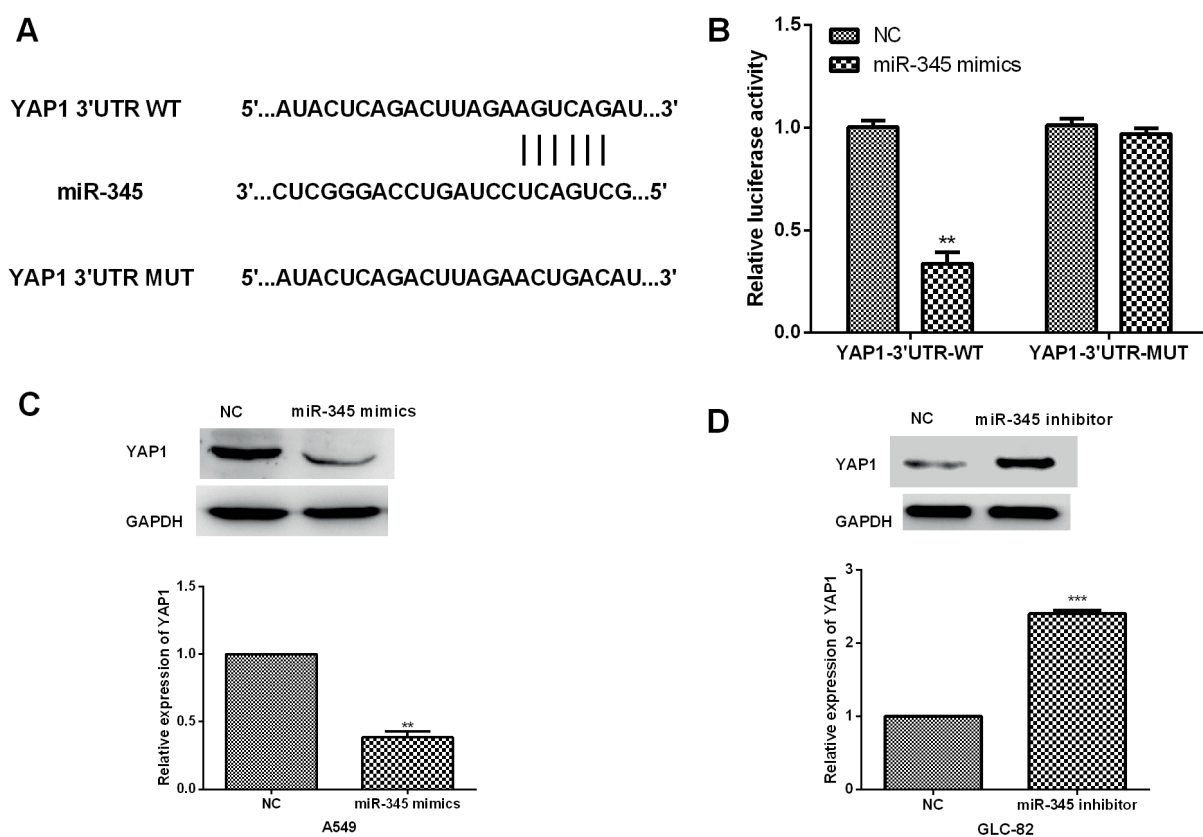 A
YAP1 3'UTR WT 5'...AUACUCAGACUUAGAAGUCAGAU...3'
miR-345 3'...CUCGGGACCUGAUCCUCAGUCG...5'
YAP1 3'UTR MUT 5'...AUACUCAGACUUAGAACUGACAU...3'
B
Relative luciferase activity
1.5
1.0
0.5
0.0
NC
miR-345 mimics
**
YAP1-3'UTR-WT YAP1-3'UTR-MUT
C
NC miR-345 mimics
YAP1
GAPDH
Relative expression of YAP1
1.5
1.0
0.5
0.0
**
NC miR-345 mimics
A549
D
NC miR-345 inhibitor
YAP1
GAPDH
Relative expression of YAP1
3
2
1
0
***
NC miR-345 inhibitor
GLC-82